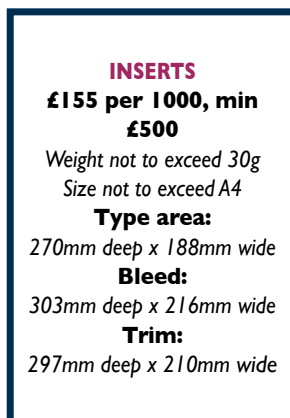 INSERTS
£155 per 1000, min
£500
Weight not to exceed 30g
Size not to exceed A4
Type area:
270mm deep x 188mm wide
Bleed:
303mm deep x 216mm wide
Trim:
297mm deep x 210mm wide